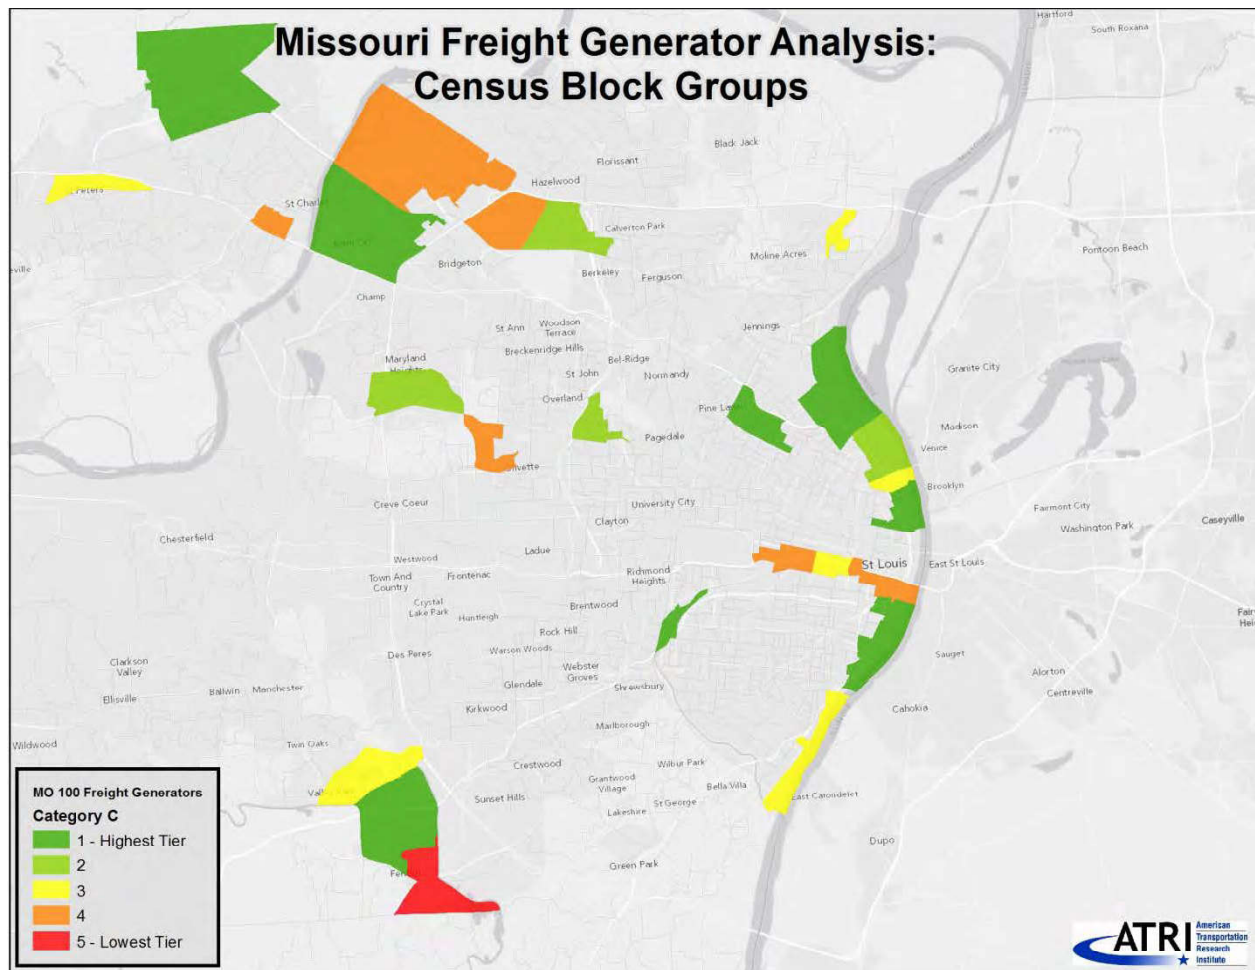 Missouri Freight Generator Analysis:
Census Block Groups
Hartford
South Roxana
Black Jack
Florissant
Hazelwood
St Charles
Calverton Park
Pontoon Beach
Moline Acres
Bridgeton
Berkeley
Ferguson
Champ
St Ann
Woodson
Terrace
Jennings
Breckenridge Hills
Bel-Ridge
Maryland
Heights
St John
Normandy
Granite City
Overland
Pine Lawn
Pagedale
Madison
Venice
Olivette
Brooklyn
Creve Coeur
University City
Fairmont City
Clayton
Washington Park
Caseyville
Chesterfield
Ladue
Westwood
St Louis
East St Louis
Town And
Country
Frontenac
Richmond
Heights
Crystal
Lake Park
Huntleigh
Brentwood
Rock Hill
Des Peres
Warson Woods
Sauget
Clarkson
Valley
Webster
Groves
Alorton
Ellisville
Ballwin
Manchester
Glendale
Shrewsbury
Centreville
Kirkwood
Cahokia
Marlborough
Wildwood
Twin Oaks
Crestwood
Wilbur Park
Grantwood
Village
Bella Villa
Sunset Hills
St George
East Carondelet
Lakeshire
Dupo
Green Park
MO 100 Freight Generators
Category C
1 - Highest Tier
2
3
4
5 - Lowest Tier
ATRI
American
Transportation
Research
Institute